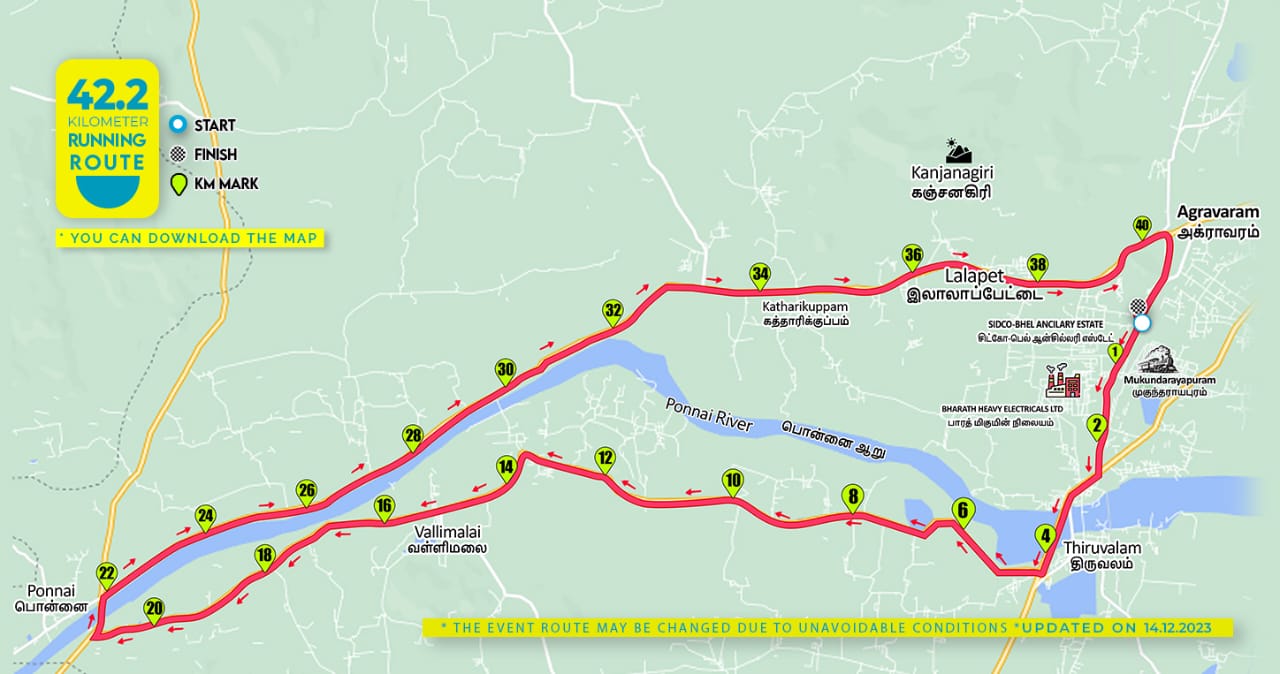 42.2
KILOMETER
RUNNING
ROUTE
START
FINISH
KM MARK
* YOU CAN DOWNLOAD THE MAP
Kanjanagiri
கஞ்சனகிரி
Agravaram
அக்ராவரம்
40
38
36
34
32
30
28
26
24
22
20
18
16
14
12
10
8
6
4
2
1
Lalapet
இலாலாப்பேட்டை
Katharikuppam
கத்தாரிக்குப்பம்
SIDCO-BHEL ANCILARY ESTATE
சிட்கோ-பெல் ஆன்சில்லரி எஸ்டேட்
Mukundarayapuram
முகுந்தராயபுரம்
BHARATH HEAVY ELECTRICALS LTD
பாரத் மிகுமின் நிலையம்
Ponnai River
பொன்னை ஆறு
Vallimalai
வள்ளிமலை
Thiruvalam
திருவலம்
Ponnai
பொன்னை
* THE EVENT ROUTE MAY BE CHANGED DUE TO UNAVOIDABLE CONDITIONS *UPDATED ON 14.12.2023